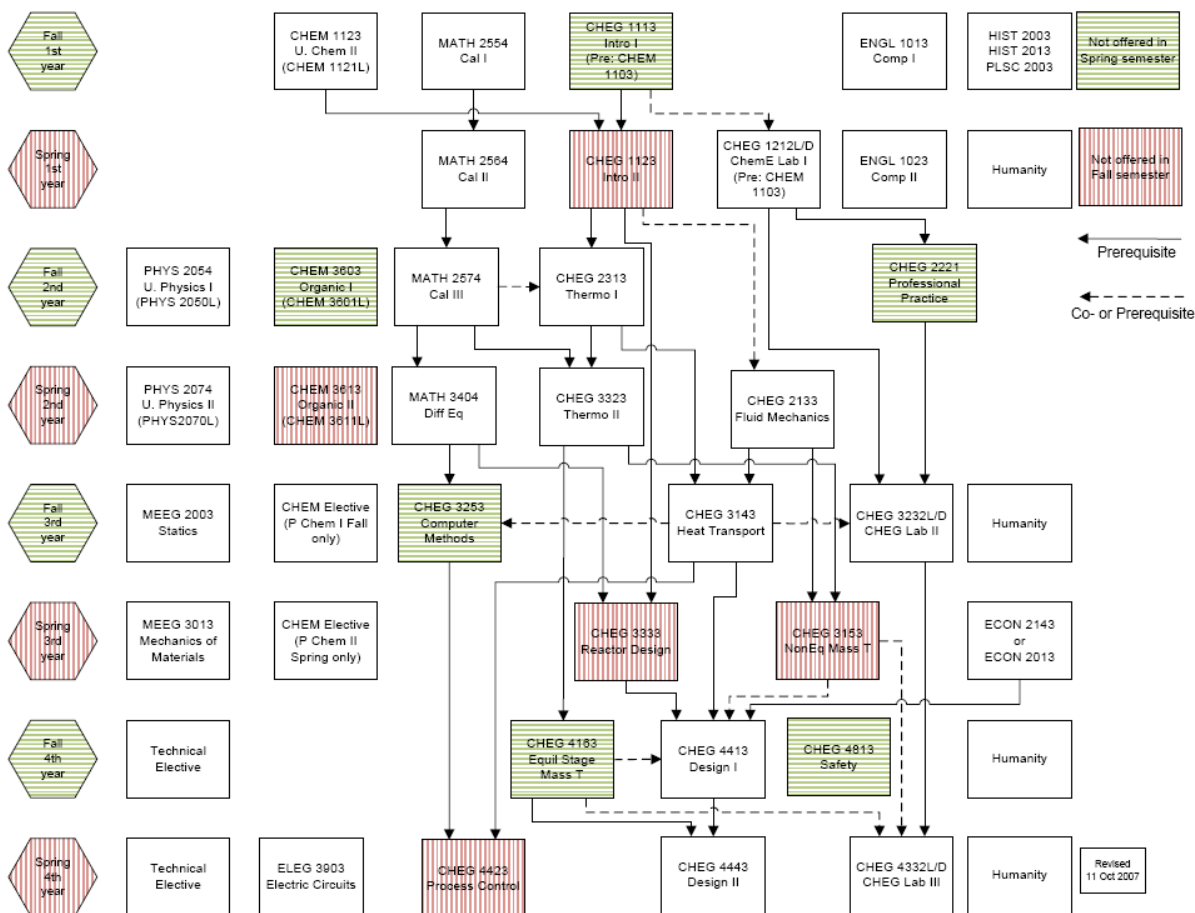 Fall
1st
year
CHEM 1123
U. Chem II
(CHEM 1121L)
MATH 2554
Cal I
CHEG 1113
Intro I
(Pre: CHEM
1103)
ENGL 1013
Comp I
HIST 2003
HIST 2013
PLSC 2003
Not offered in
Spring semester
Spring
1st
year
MATH 2564
Cal II
CHEG 1123
Intro II
CHEG 1212L/D
ChemE Lab I
(Pre: CHEM
1103)
ENGL 1023
Comp II
Humanity
Not offered in
Fall semester
Fall
2nd
year
PHYS 2054
U. Physics I
(PHYS 2050L)
CHEM 3603
Organic I
(CHEM 3601L)
MATH 2574
Cal III
CHEG 2313
Thermo I
CHEG 2221
Professional
Practice
Prerequisite
Co- or Prerequisite
Spring
2nd
year
PHYS 2074
U. Physics II
(PHYS2070L)
CHEM 3613
Organic II
(CHEM 3611L)
MATH 3404
Diff Eq
CHEG 3323
Thermo II
CHEG 2133
Fluid Mechanics
Fall
3rd
year
MEEG 2003
Statics
CHEM Elective
(P Chem I Fall
only)
CHEG 3253
Computer
Methods
CHEG 3143
Heat Transport
CHEG 3232L/D
CHEG Lab II
Humanity
Spring
3rd
year
MEEG 3013
Mechanics of
Materials
CHEM Elective
(P Chem II
Spring only)
CHEG 3333
Reactor Design
CHEG 3153
NonEq Mass T
ECON 2143
or
ECON 2013
Fall
4th
year
Technical
Elective
CHEG 4163
Equil Stage
Mass T
CHEG 4413
Design I
CHEG 4813
Safety
Humanity
Spring
4th
year
Technical
Elective
ELEG 3903
Electric Circuits
CHEG 4423
Process Control
CHEG 4443
Design II
CHEG 4332L/D
CHEG Lab III
Humanity
Revised
11 Oct 2007